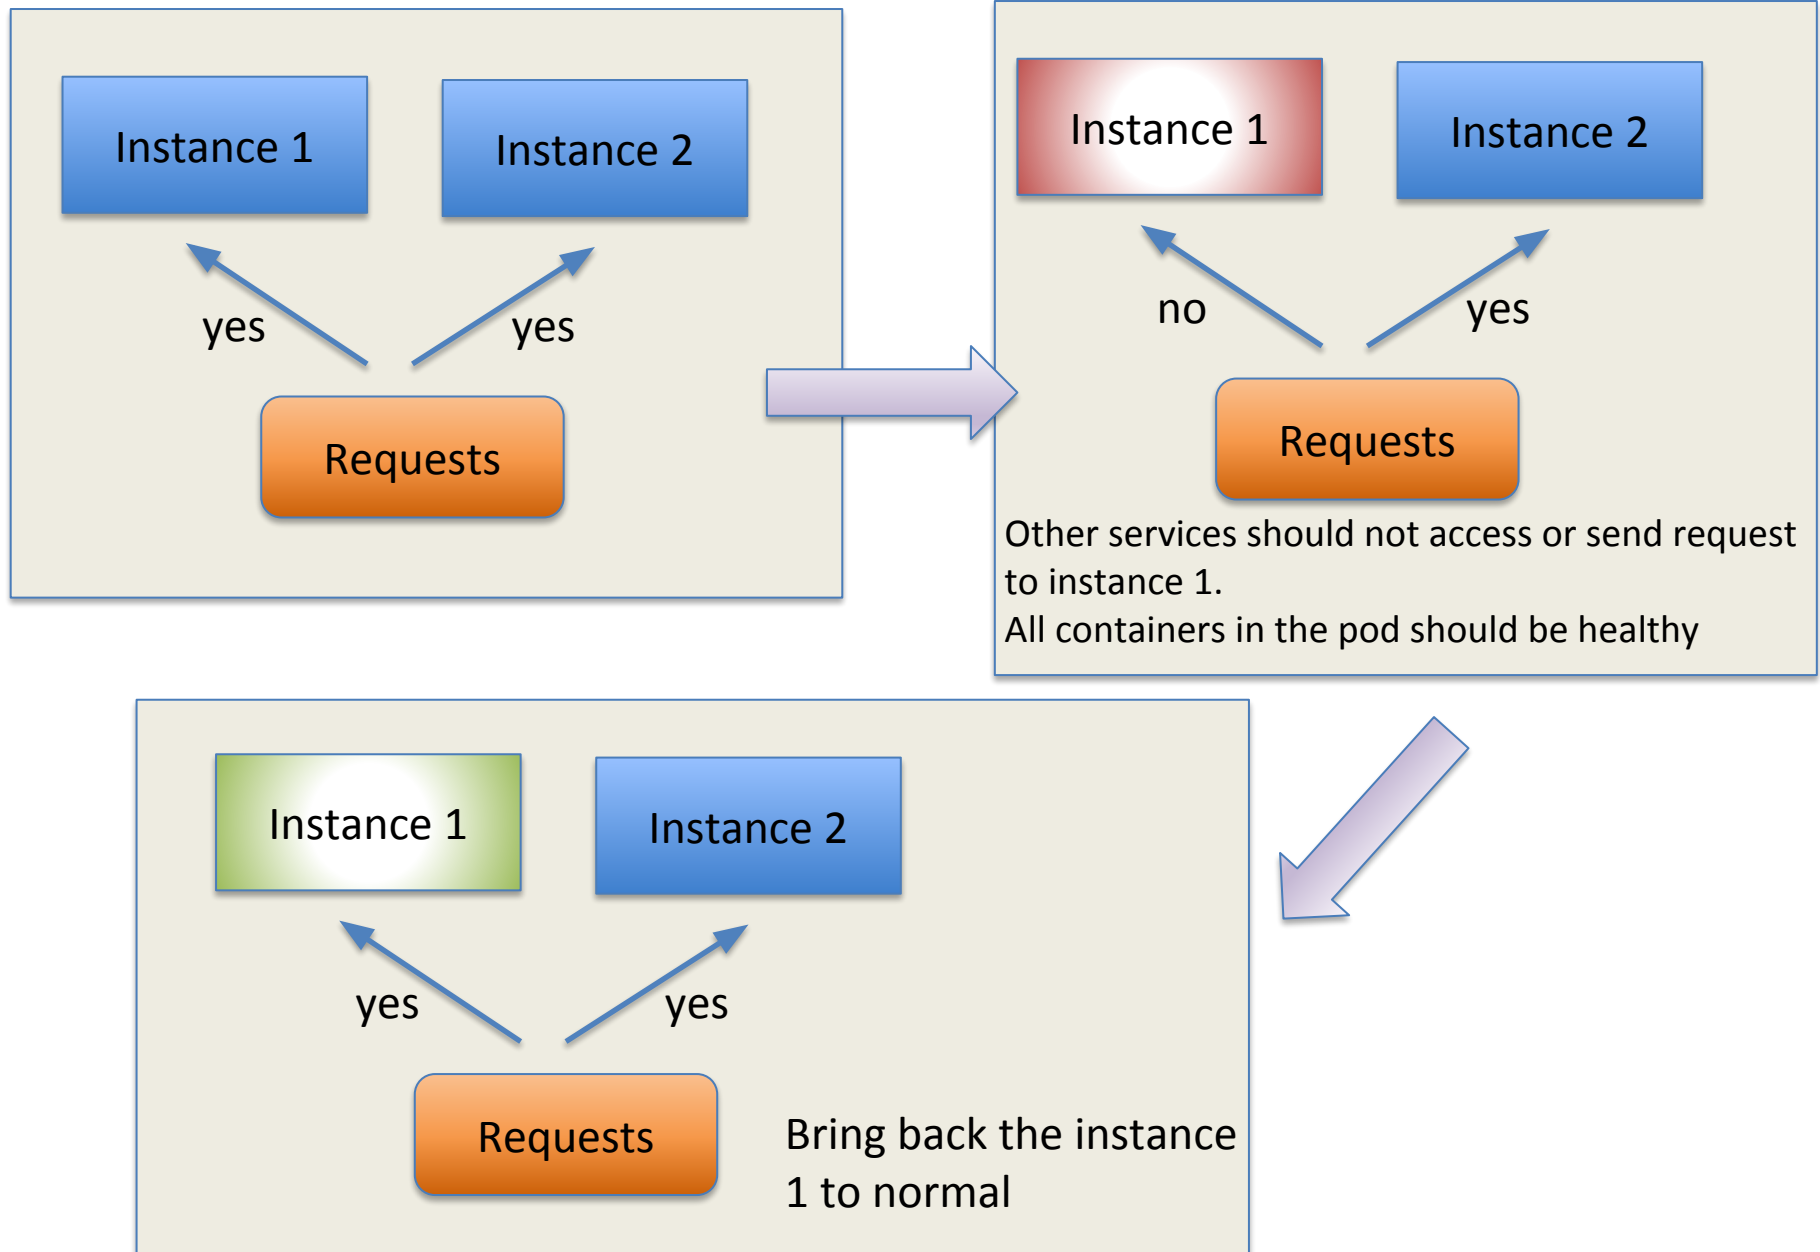 Instance 1
Instance 2
yes
yes
Requests
Instance 1
Instance 2
no
yes
Requests
Other services should not access or send request
to instance 1.
All containers in the pod should be healthy
Instance 1
Instance 2
yes
yes
Requests
Bring back the instance
1 to normal